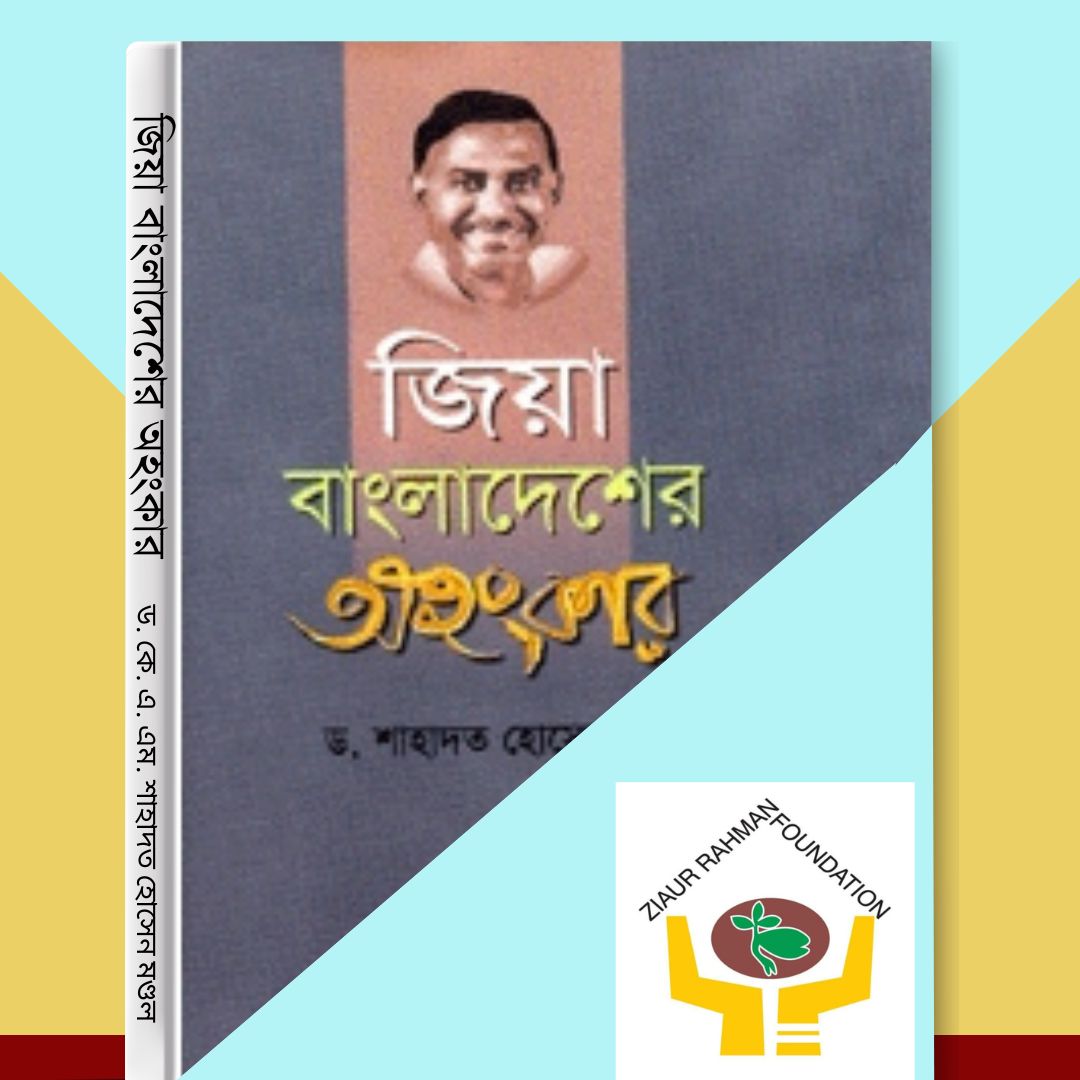 জিয়া বাংলাদেশের অহংকার ড. কে. এ. এম. শাহাদত হোসেন মণ্ডল
জিয়া
বাংলাদেশের
অহংকার
ড. শাহাদত
ZIAUR RAHMAN FOUNDATION